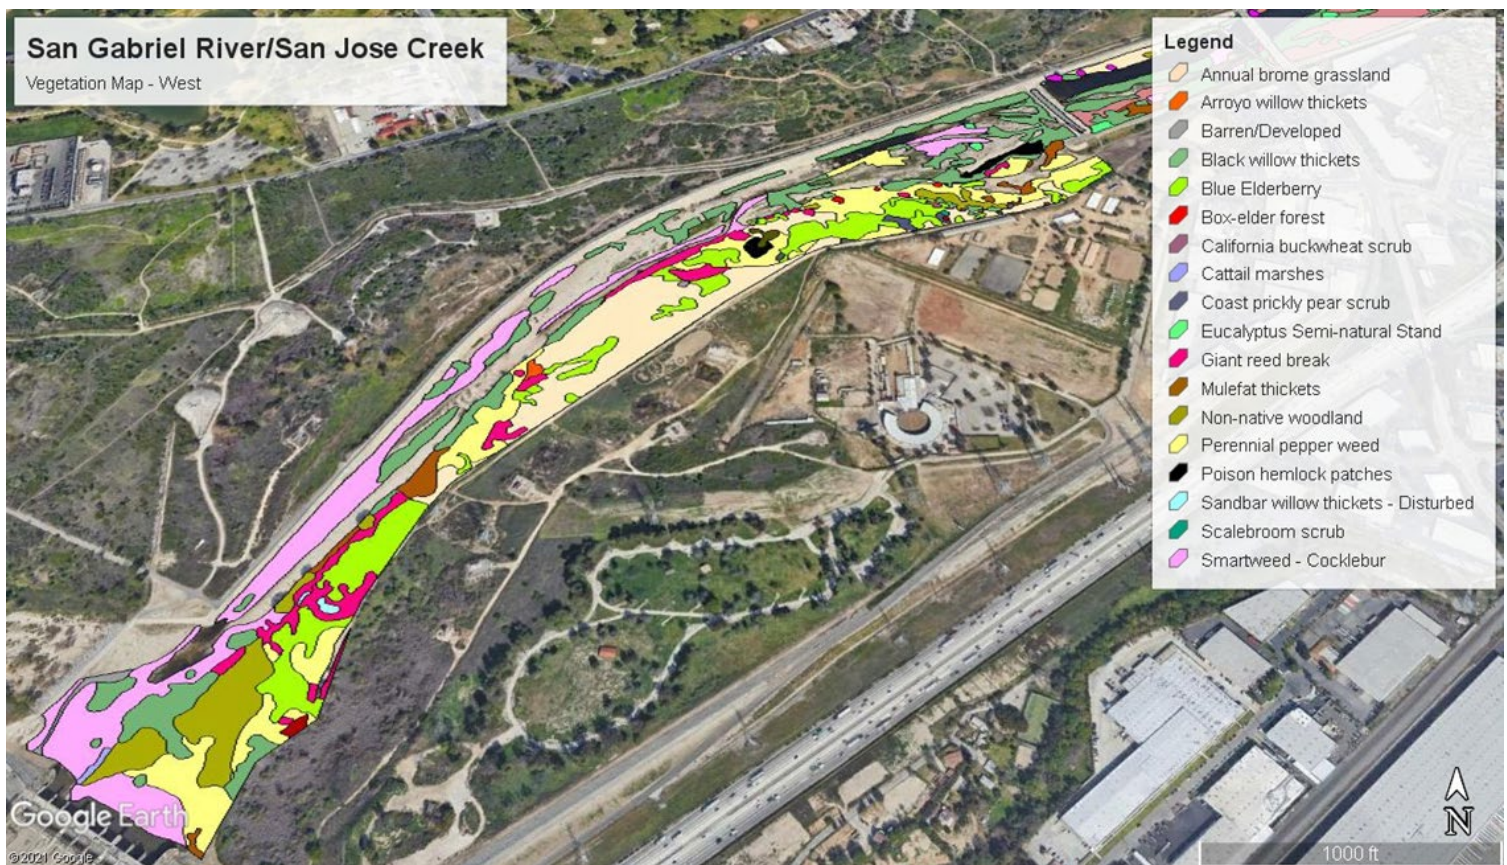 San Gabriel River/San Jose Creek
Vegetation Map - West
Legend
Annual brome grassland
Arroyo willow thickets
Barren/Developed
Black willow thickets
Blue Elderberry
Box-elder forest
California buckwheat scrub
Cattail marshes
Coast prickly pear scrub
Eucalyptus Semi-natural Stand
Giant reed break
Mulefat thickets
Non-native woodland
Perennial pepper weed
Poison hemlock patches
Sandbar willow thickets - Disturbed
Scalebroom scrub
Smartweed - Cocklebur
Google Earth
©2021 Google
N
1000 ft